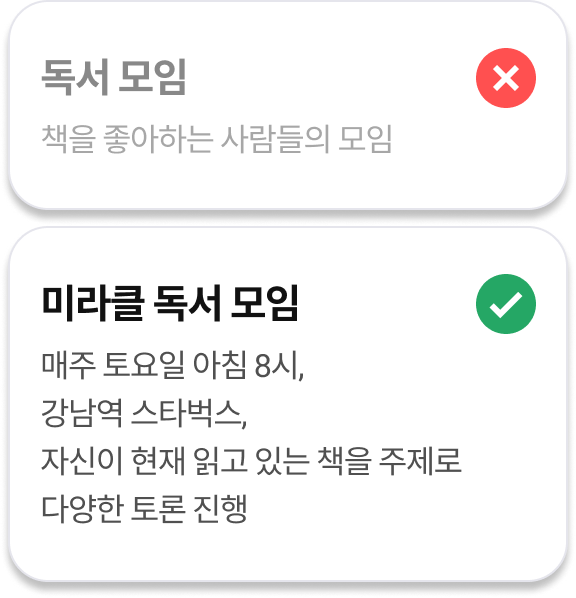 독서 모임
책을 좋아하는 사람들의 모임
미라클 독서 모임
매주 토요일 아침 8시,
강남역 스타벅스,
자신이 현재 읽고 있는 책을 주제로
다양한 토론 진행